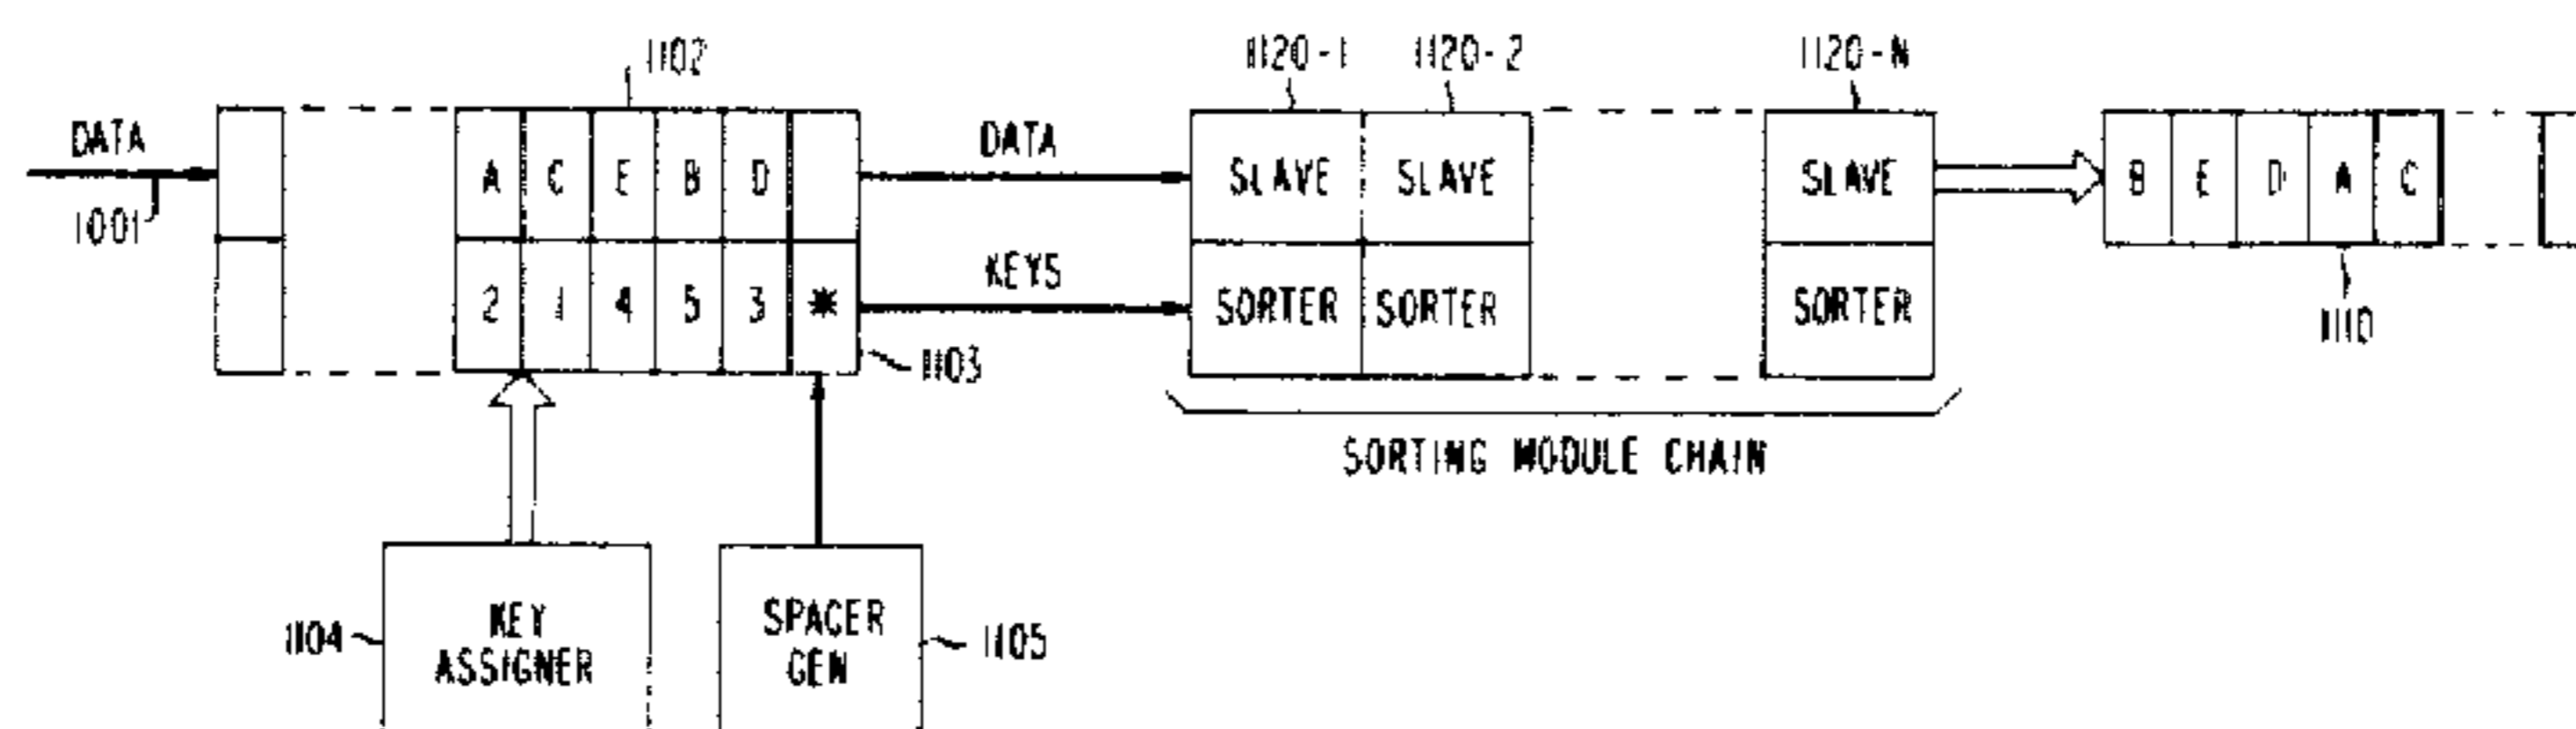 1102
1120-1 1120-2 1120-N
DATA
1001
A C E B D
DATA
SLAVE SLAVE SLAVE
B E D A C
2 1 4 5 3 *
KEYS
SORTER SORTER SORTER
1110
1103
SORTING MODULE CHAIN
1104
KEY
ASSIGNER
SPACER
GEN
1105